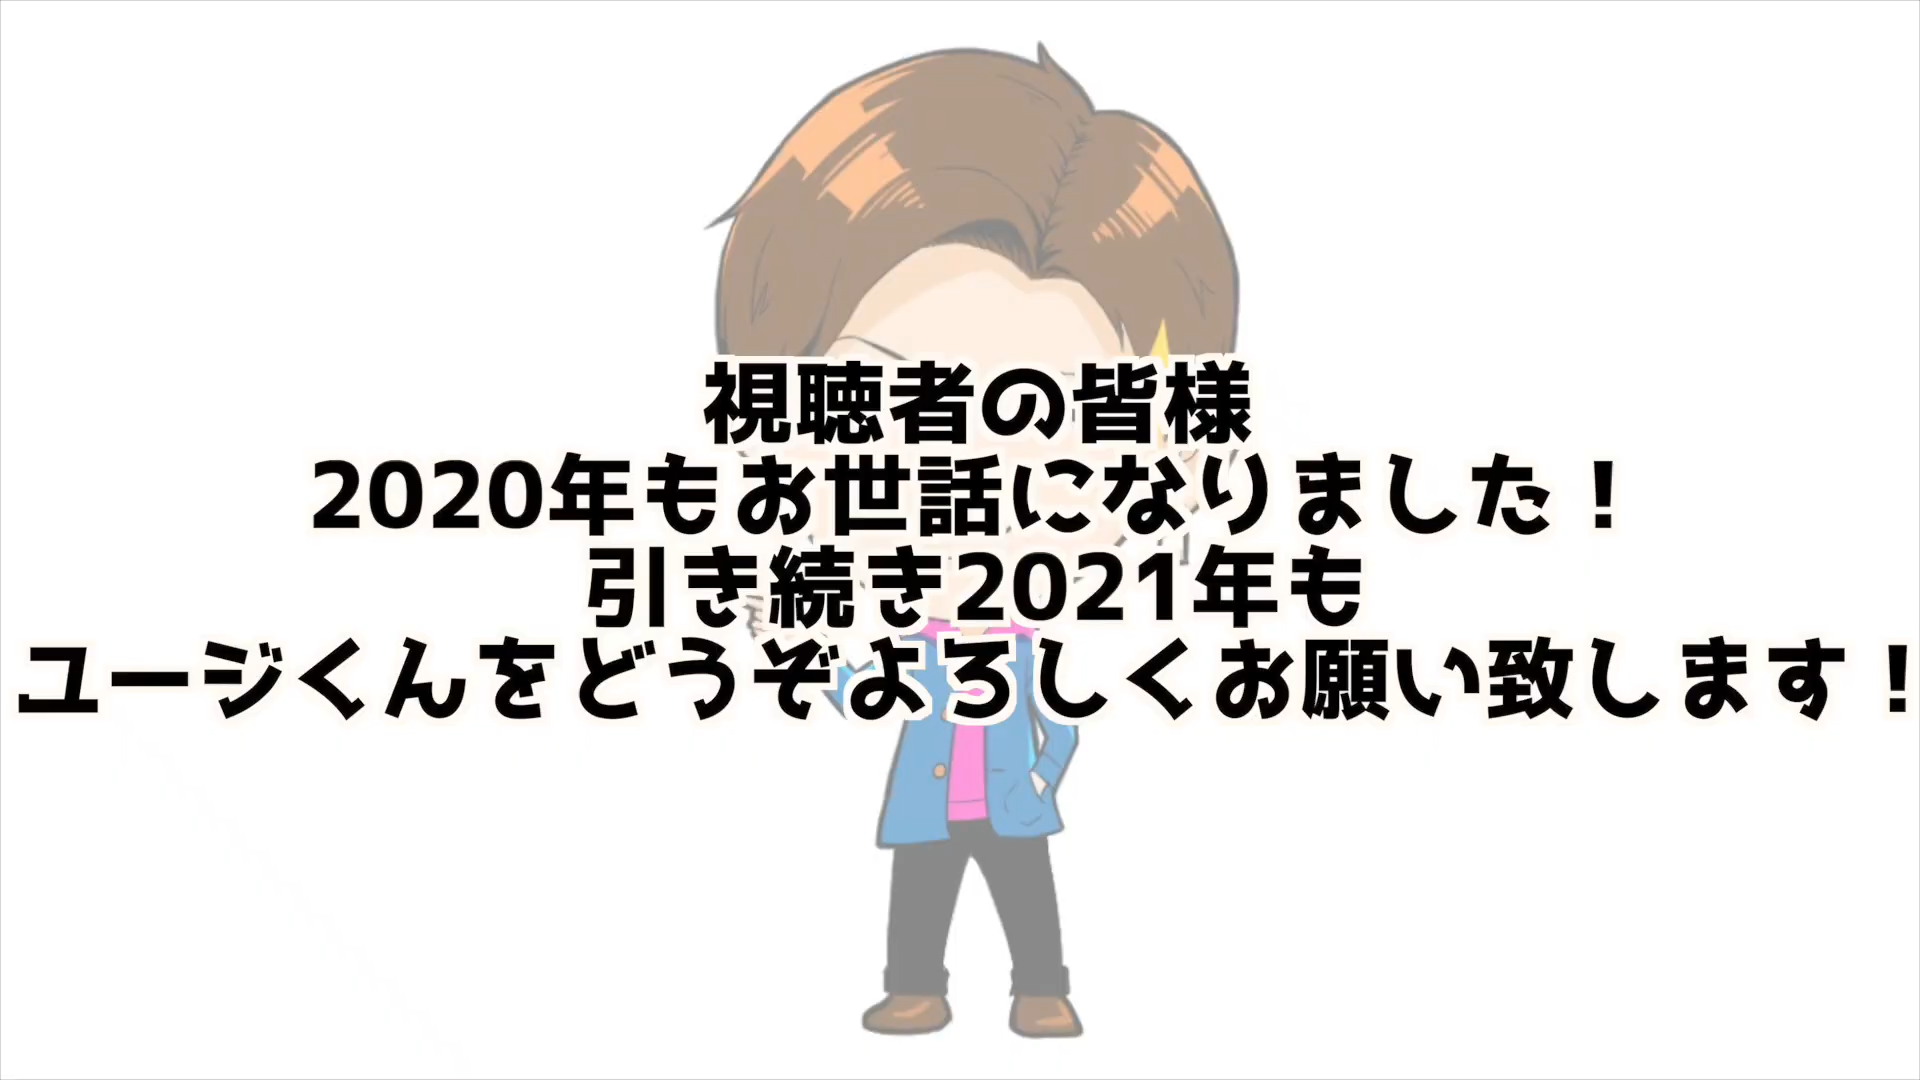 視聴者の皆様
2020年もお世話になりました！
引き続き2021年も
ユージくんをどうぞよろしくお願い致します！